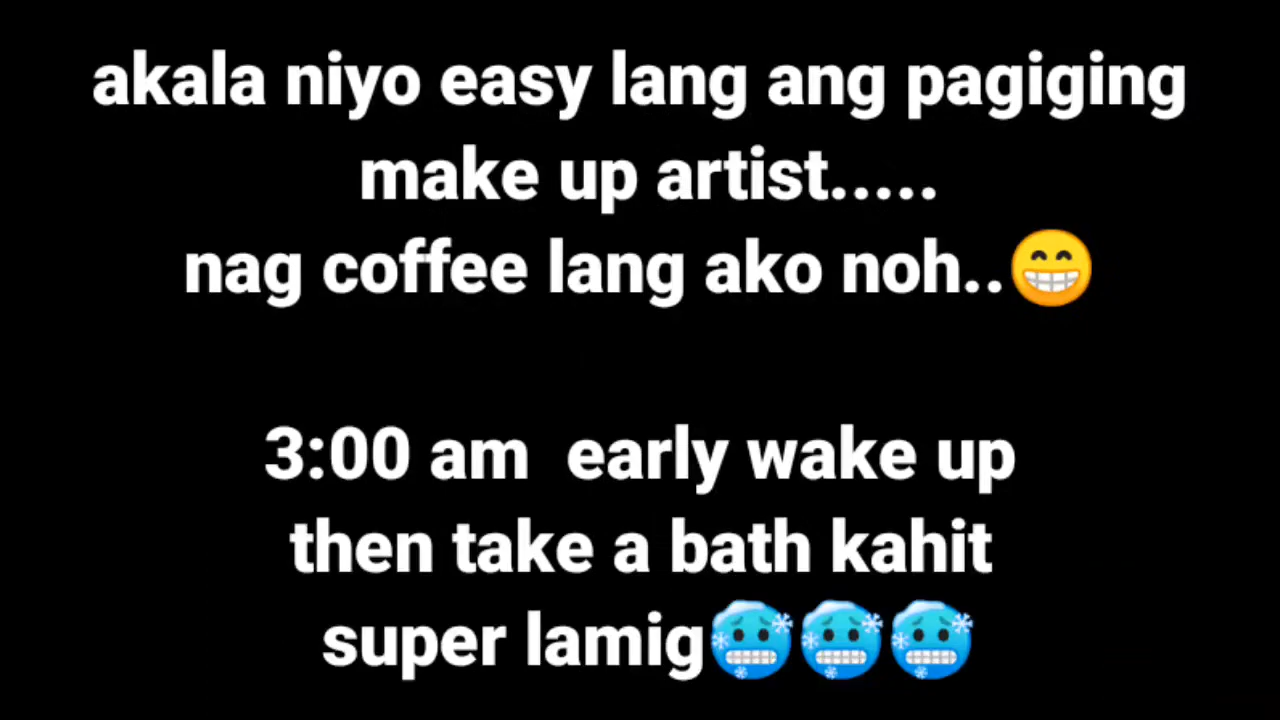 akala niyo easy lang ang pagiging
make up artist.....
nag coffee lang ako noh..😁
3:00 am  early wake up
then take a bath kahit
super lamig🥶🥶🥶